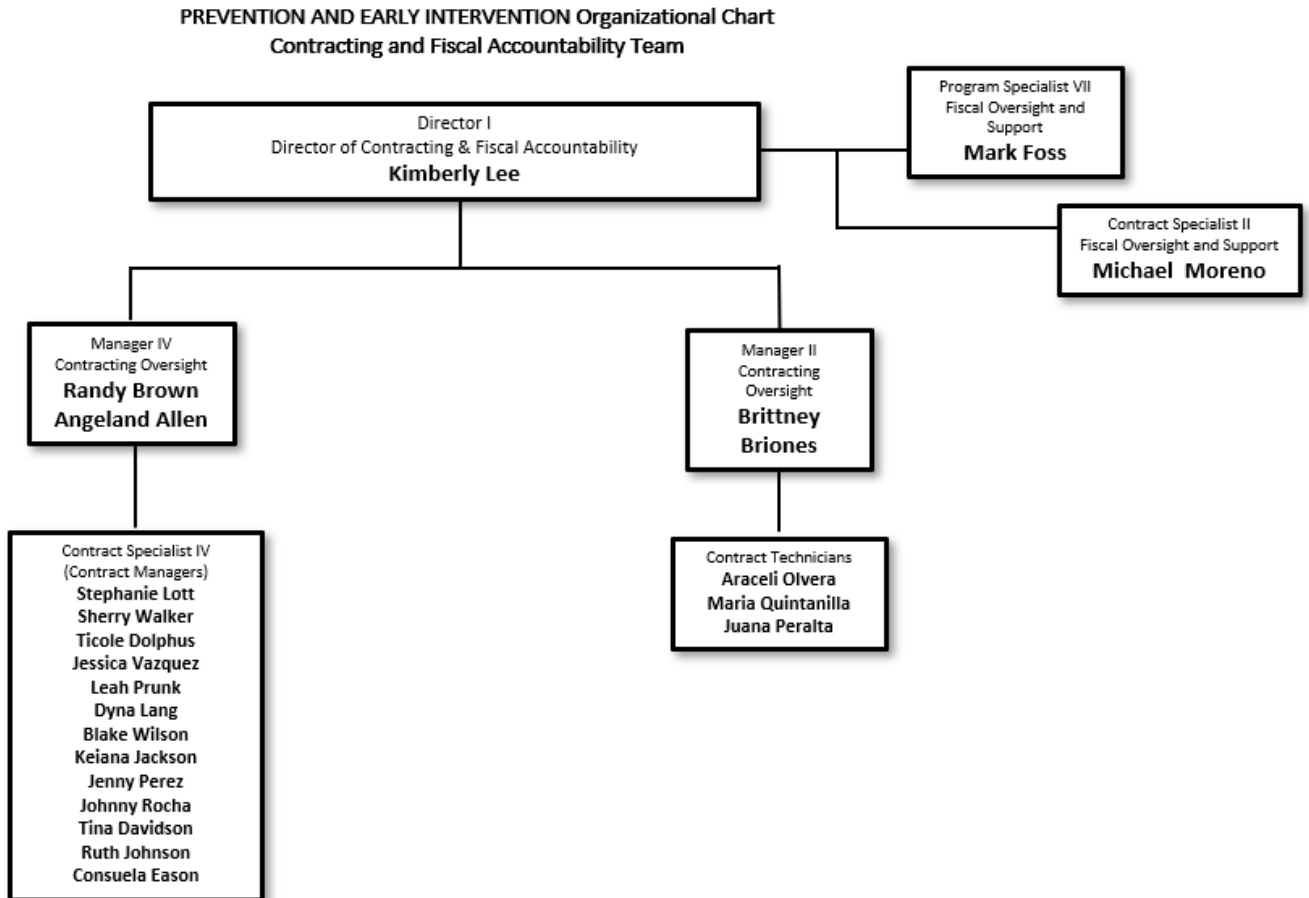 PREVENTION AND EARLY INTERVENTION Organizational Chart
Contracting and Fiscal Accountability Team
Director I
Director of Contracting & Fiscal Accountability
Kimberly Lee
Program Specialist VII
Fiscal Oversight and
Support
Mark Foss
Contract Specialist II
Fiscal Oversight and Support
Michael Moreno
Manager IV
Contracting Oversight
Randy Brown
Angeland Allen
Manager II
Contracting
Oversight
Brittney
Briones
Contract Specialist IV
(Contract Managers)
Stephanie Lott
Sherry Walker
Ticole Dolphus
Jessica Vazquez
Leah Prunk
Dyna Lang
Blake Wilson
Keiana Jackson
Jenny Perez
Johnny Rocha
Tina Davidson
Ruth Johnson
Consuela Eason
Contract Technicians
Araceli Olvera
Maria Quintanilla
Juana Peralta